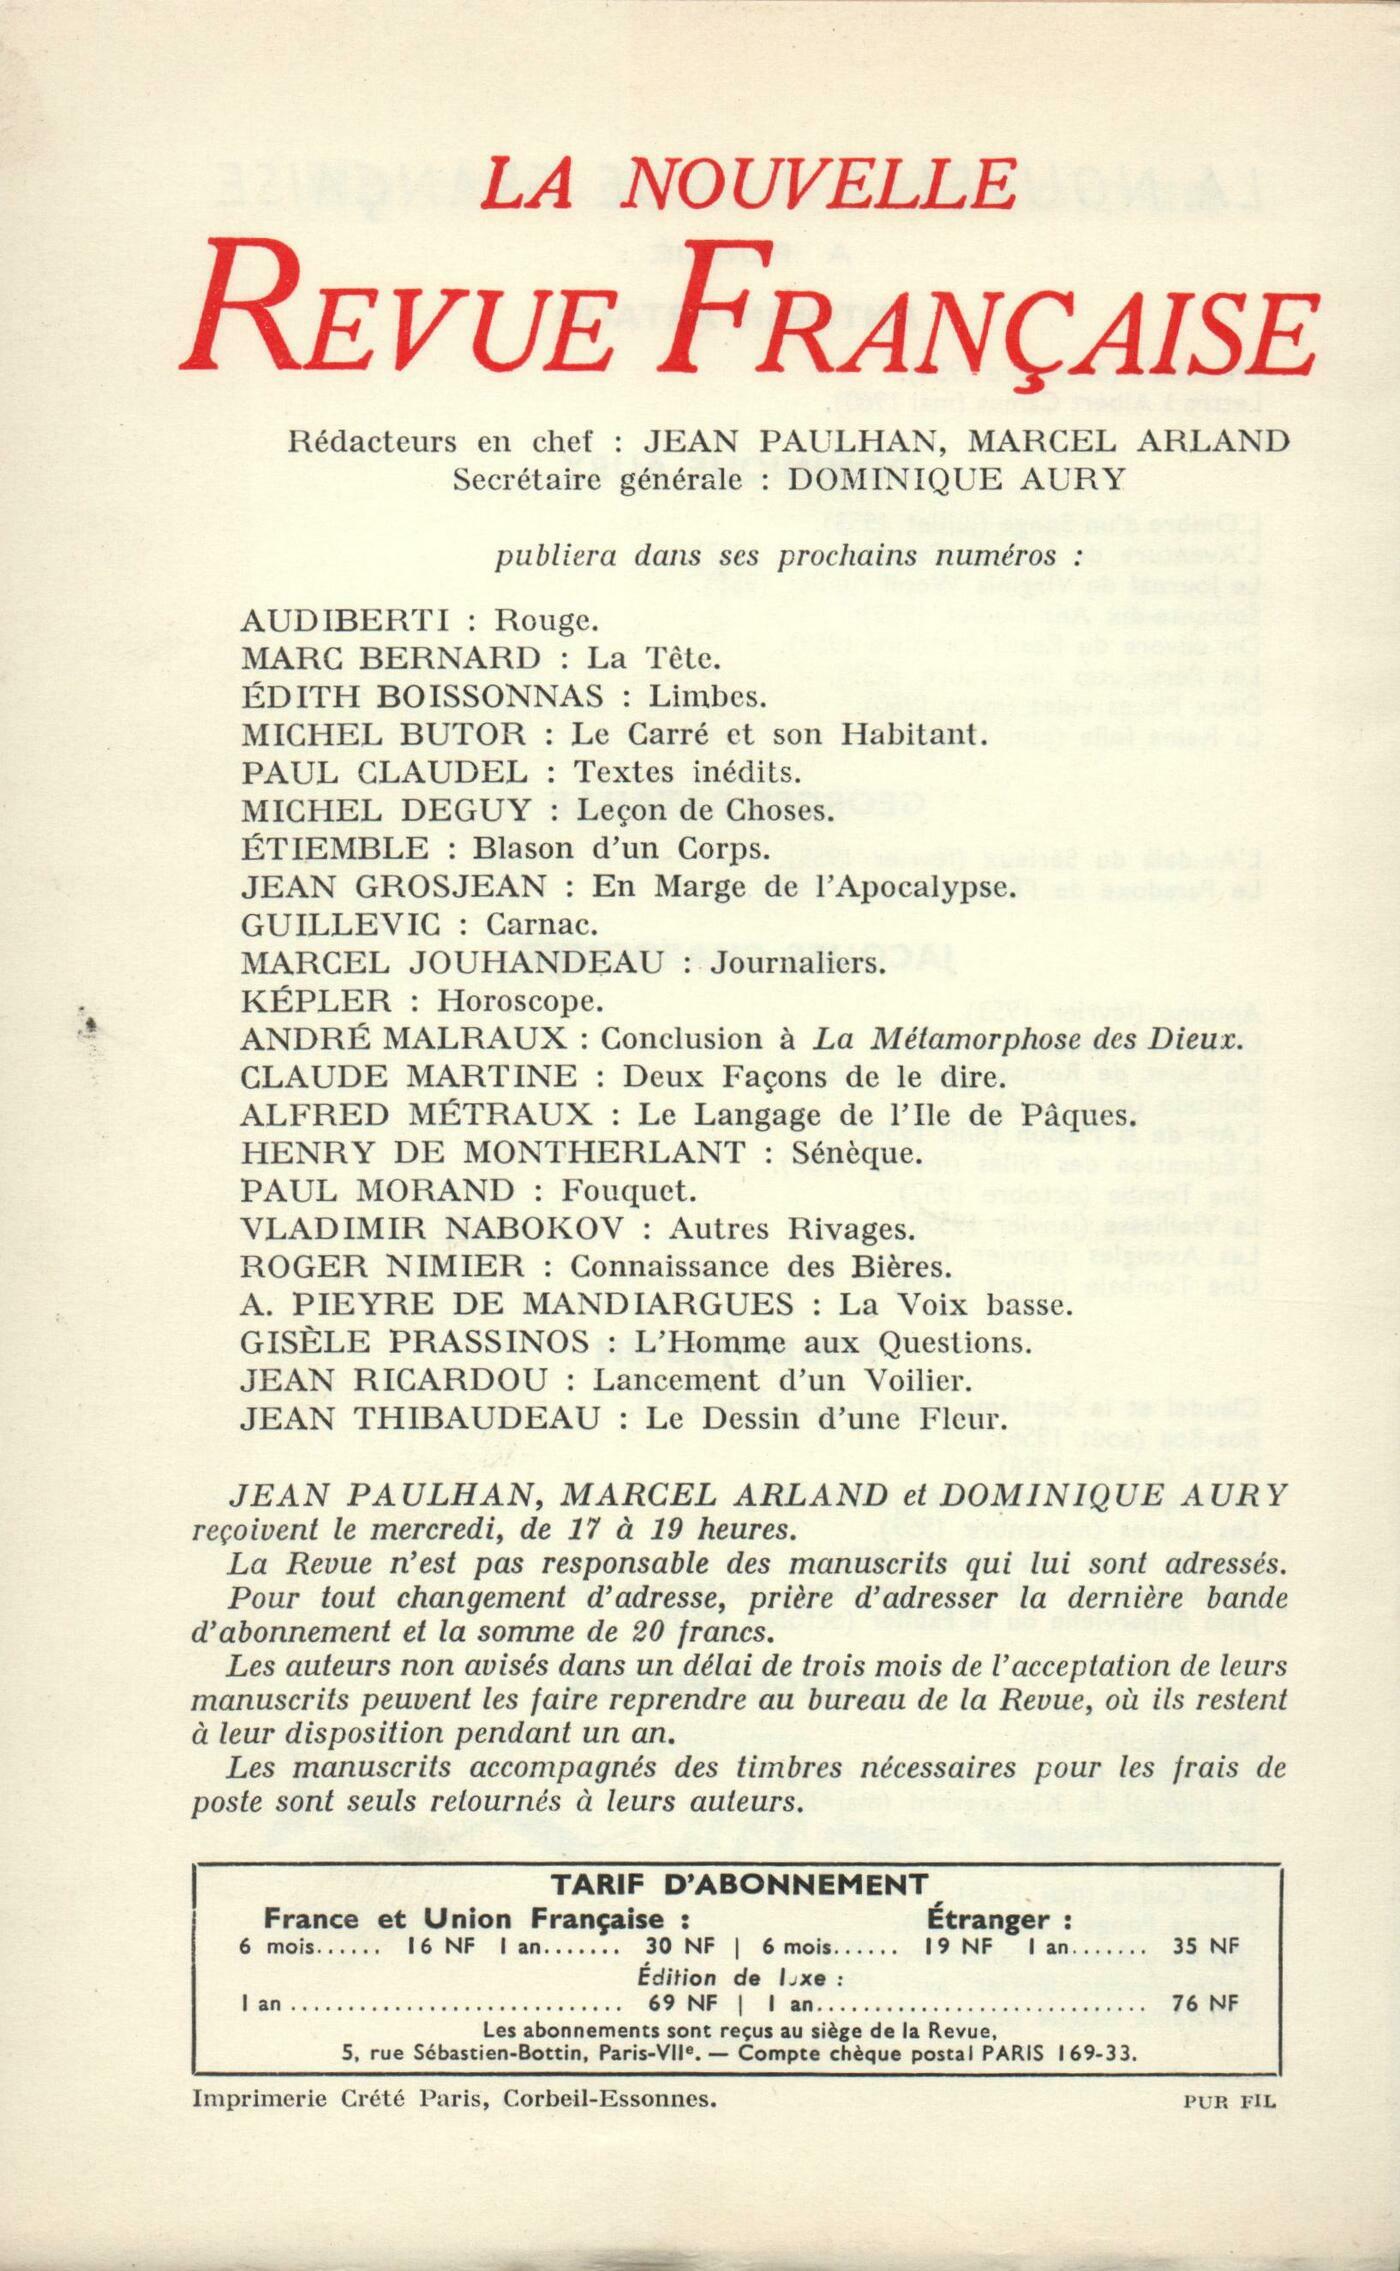 LA NOUVELLE
REVUE FRANÇAISE
Rédacteurs en chef : JEAN PAULHAN, MARCEL ARLAND
Secrétaire générale : DOMINIQUE AURY
publiera dans ses prochains numéros :
AUDIBERTI : Rouge.
MARC BERNARD : La Tête.
ÉDITH BOISSONNAS : Limbes.
MICHEL BUTOR : Le Carré et son Habitant.
PAUL CLAUDEL : Textes inédits.
MICHEL DEGUY : Leçon de Choses.
ÉTIEMBLE : Blason d'un Corps.
JEAN GROSJEAN : En Marge de l'Apocalypse.
GUILLEVIC : Carnac.
MARCEL JOUHANDEAU : Journaliers.
KÉPLER : Horoscope.
ANDRÉ MALRAUX : Conclusion à La Métamorphose des Dieux.
CLAUDE MARTINE : Deux Façons de le dire.
ALFRED MÉTRAUX : Le Langage de l'Ile de Pâques.
HENRY DE MONTHERLANT : Sénèque.
PAUL MORAND : Fouquet.
VLADIMIR NABOKOV : Autres Rivages.
ROGER NIMIER : Connaissance des Bières.
A. PIEYRE DE MANDIARGUES : La Voix basse.
GISÈLE PRASSINOS : L'Homme aux Questions.
JEAN RICARDOU : Lancement d'un Voilier.
JEAN THIBAUDEAU : Le Dessin d'une Fleur.
JEAN PAULHAN, MARCEL ARLAND et DOMINIQUE AURY
reçoivent le mercredi, de 17 à 19 heures.
La Revue n'est pas responsable des manuscrits qui lui sont adressés.
Pour tout changement d'adresse, prière d'adresser la dernière bande
d'abonnement et la somme de 20 francs.
Les auteurs non avisés dans un délai de trois mois de l'acceptation de leurs
manuscrits peuvent les faire reprendre au bureau de la Revue, où ils restent
à leur disposition pendant un an.
Les manuscrits accompagnés des timbres nécessaires pour les frais de
poste sont seuls retournés à leurs auteurs.
TARIF D'ABONNEMENT
France et Union Française : Étranger :
6 mois...... 16 NF 1 an....... 30 NF | 6 mois...... 19 NF 1 an....... 35 NF
Édition de luxe :
1 an ............................. 69 NF | 1 an............................. 76 NF
Les abonnements sont reçus au siège de la Revue,
5, rue Sébastien-Bottin, Paris-VIIe. — Compte chèque postal PARIS 169-33.
Imprimerie Crété Paris, Corbeil-Essonnes. PUR FIL